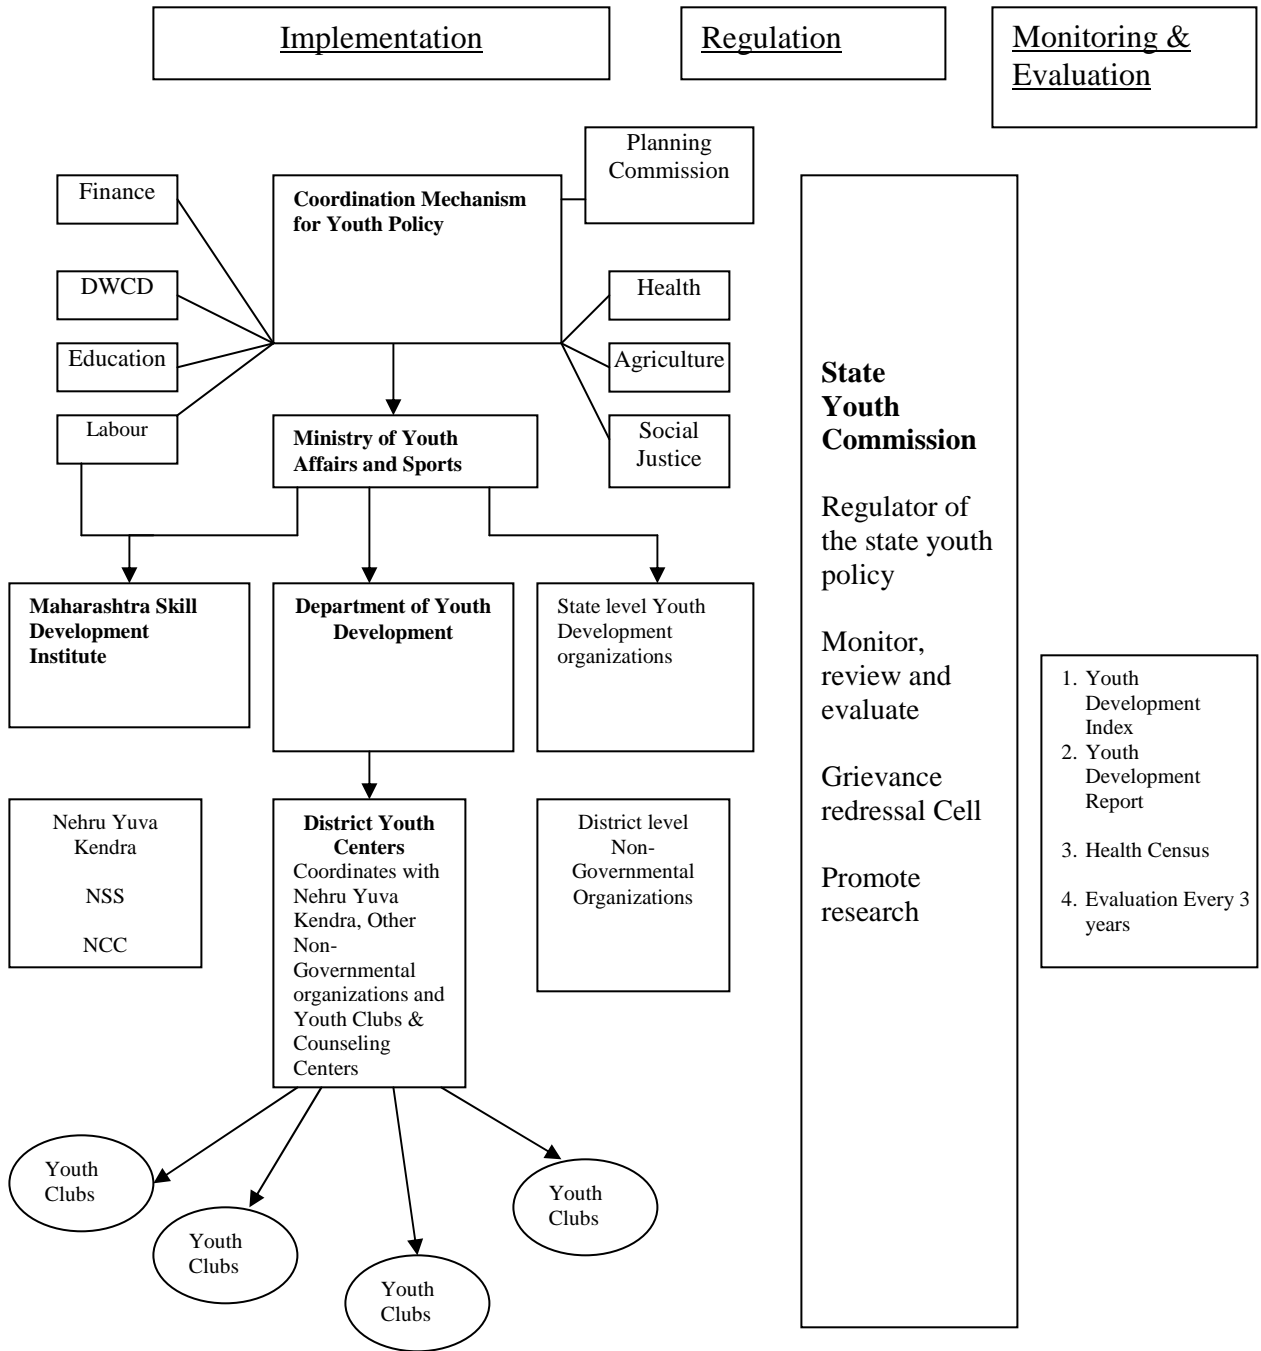 Implementation
Regulation
Monitoring &
Evaluation
Planning
Commission
Finance
Coordination Mechanism
for Youth Policy
DWCD
Health
Education
Agriculture
Labour
Ministry of Youth
Affairs and Sports
Social
Justice
Maharashtra Skill
Development
Institute
Department of Youth
Development
State level Youth
Development
organizations
Nehru Yuva
Kendra
NSS
NCC
District Youth
Centers
Coordinates with
Nehru Yuva
Kendra, Other
Non-
Governmental
organizations and
Youth Clubs &
Counseling
Centers
District level
Non-
Governmental
Organizations
Youth
Clubs
Youth
Clubs
Youth
Clubs
Youth
Clubs
State
Youth
Commission
Regulator of
the state youth
policy
Monitor,
review and
evaluate
Grievance
redressal Cell
Promote
research
1. Youth
Development
Index
2. Youth
Development
Report
3. Health Census
4. Evaluation Every 3
years